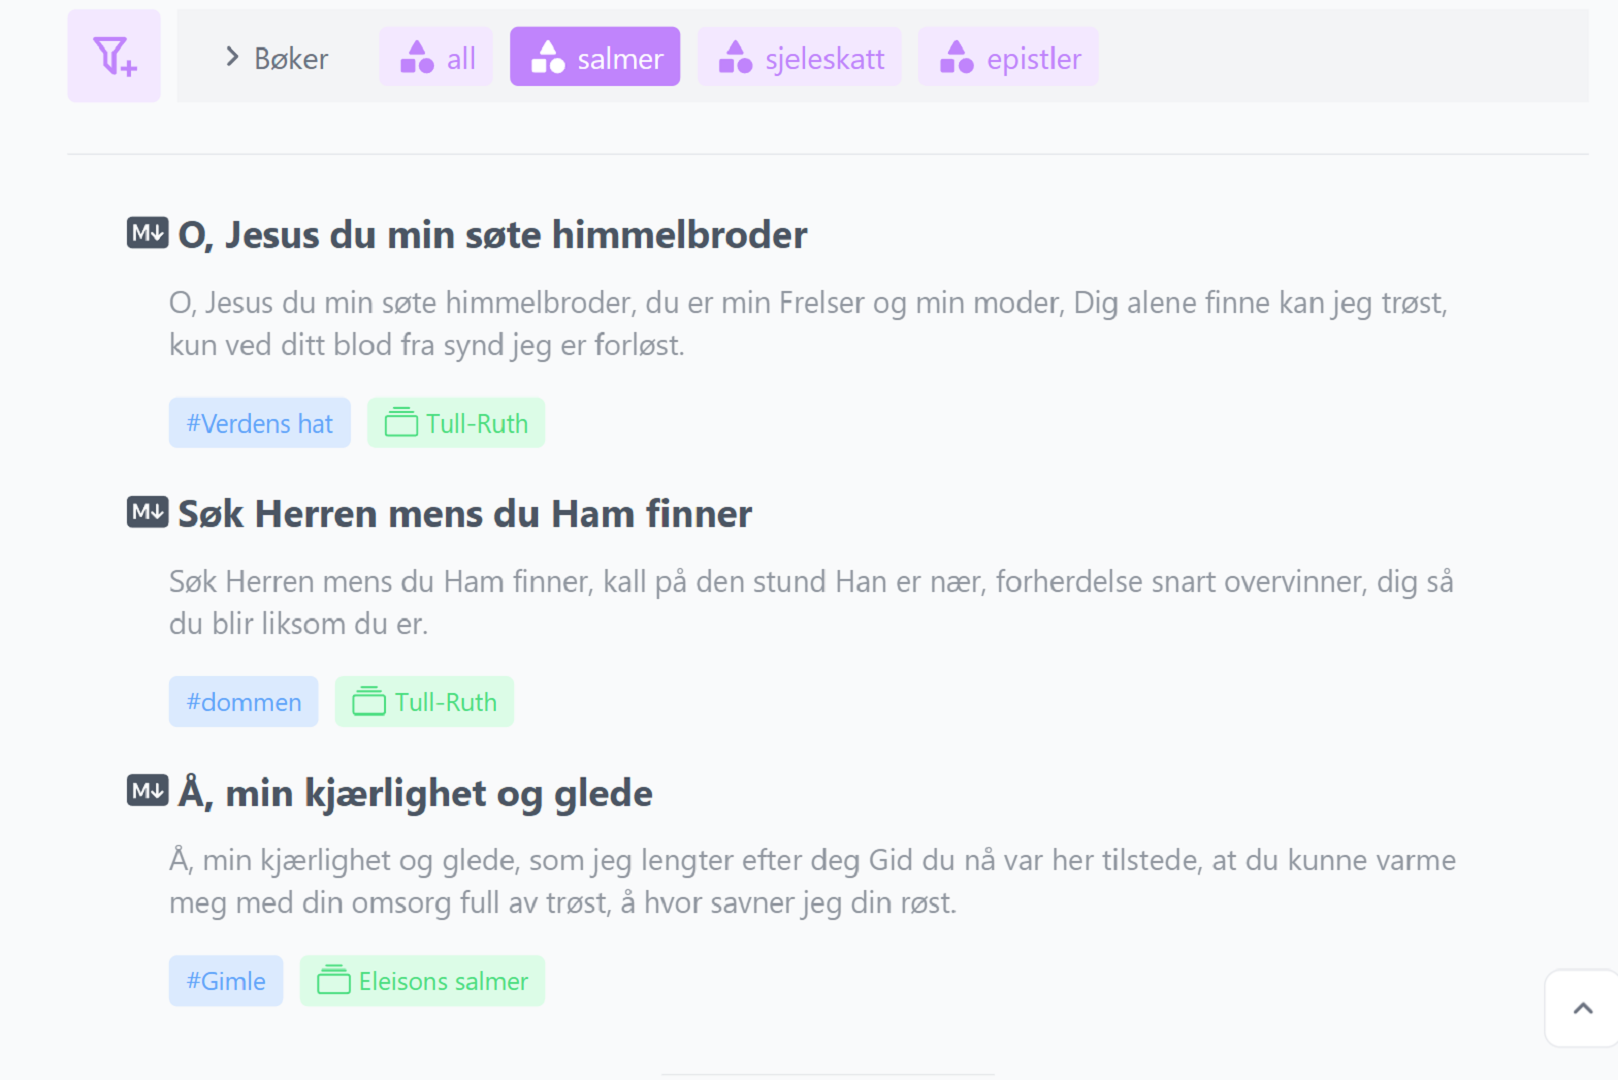 Bøker all salmer sjeleskatt epistler
M↓ O, Jesus du min søte himmelbroder
O, Jesus du min søte himmelbroder, du er min Frelser og min moder, Dig alene finne kan jeg trøst,
kun ved ditt blod fra synd jeg er forløst.
#Verdens hat Tull-Ruth
M↓ Søk Herren mens du Ham finner
Søk Herren mens du Ham finner, kall på den stund Han er nær, forherdelse snart overvinner, dig så
du blir liksom du er.
#dommen Tull-Ruth
M↓ Å, min kjærlighet og glede
Å, min kjærlighet og glede, som jeg lengter efter deg Gid du nå var her tilstede, at du kunne varme
meg med din omsorg full av trøst, å hvor savner jeg din røst.
#Gimle Eleisons salmer